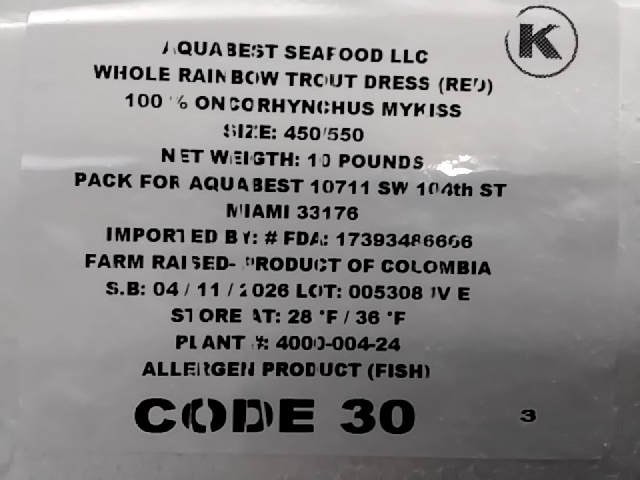 K
AQUABEST SEAFOOD LLC
WHOLE RAINBOW TROUT DRESS (RED)
100 % ONCORHYNCHUS MYKISS
SIZE: 450/550
NET WEIGTH: 10 POUNDS
PACK FOR AQUABEST 10711 SW 104th ST
MIAMI 33176
IMPORTED BY: # FDA: 17393486666
FARM RAISED- PRODUCT OF COLOMBIA
S.B: 04 / 11 / 2026 LOT: 005308 IV E
STORE AT: 28 °F / 36 °F
PLANT #: 4000-004-24
ALLERGEN PRODUCT (FISH)
CODE 30 3